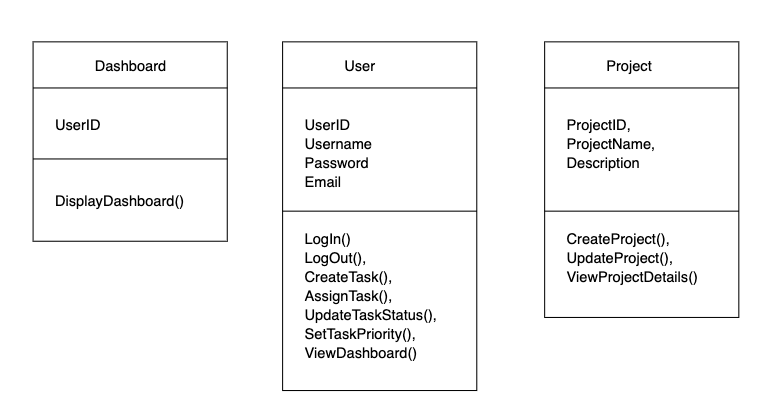 Dashboard
UserID
DisplayDashboard()
User
UserID
Username
Password
Email
LogIn()
LogOut(),
CreateTask(),
AssignTask(),
UpdateTaskStatus(),
SetTaskPriority(),
ViewDashboard()
Project
ProjectID,
ProjectName,
Description
CreateProject(),
UpdateProject(),
ViewProjectDetails()